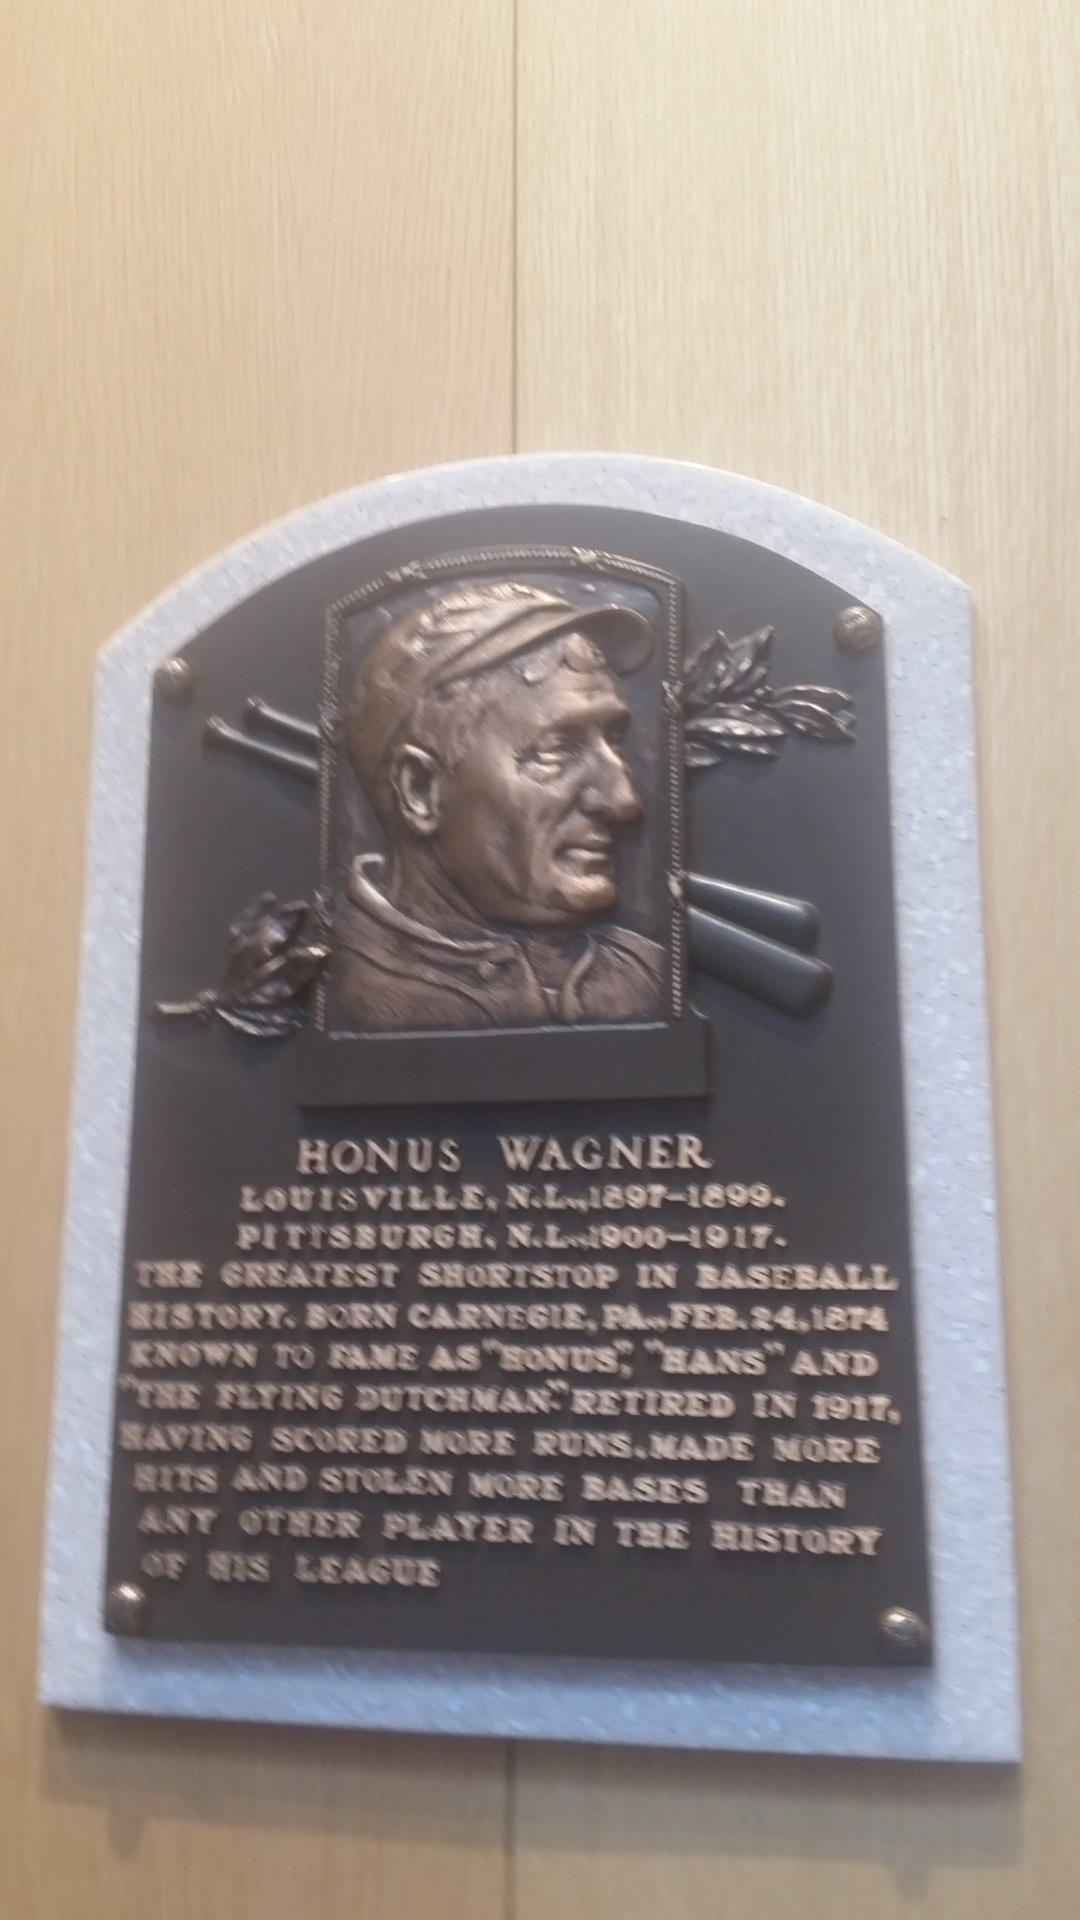 HONUS WAGNER
LOUISVILLE, N.L., 1897-1899.
PITTSBURGH, N.L., 1900-1917.
THE GREATEST SHORTSTOP IN BASEBALL
HISTORY. BORN CARNEGIE, PA., FEB. 24, 1874
KNOWN TO FAME AS "HONUS", "HANS" AND
"THE FLYING DUTCHMAN." RETIRED IN 1917,
HAVING SCORED MORE RUNS, MADE MORE
HITS AND STOLEN MORE BASES THAN
ANY OTHER PLAYER IN THE HISTORY
OF HIS LEAGUE